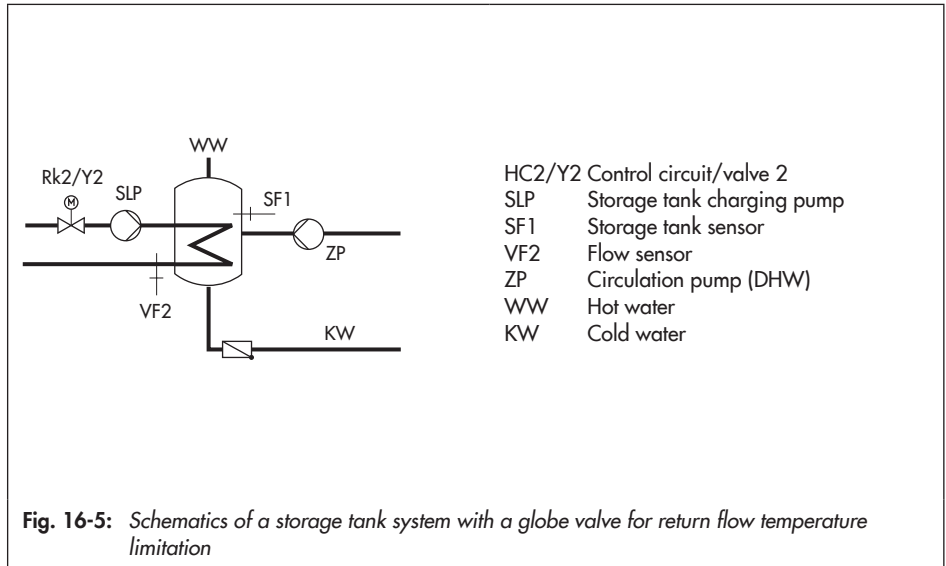 WW
Rk2/Y2
M
SLP
SF1
ZP
VF2
KW
HC2/Y2 Control circuit/valve 2
SLP Storage tank charging pump
SF1 Storage tank sensor
VF2 Flow sensor
ZP Circulation pump (DHW)
WW Hot water
KW Cold water
Fig. 16-5: Schematics of a storage tank system with a globe valve for return flow temperature
limitation